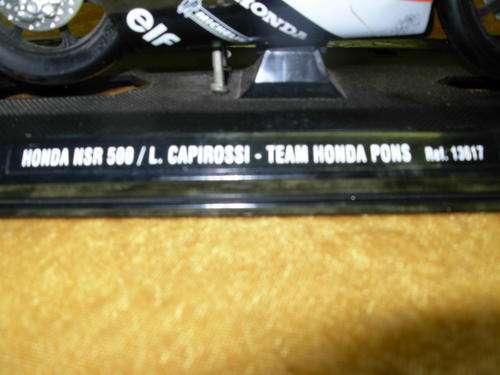 elf
HONDA
HONDA NSR 500 / L. CAPIROSSI - TEAM HONDA PONS Ref. 13617